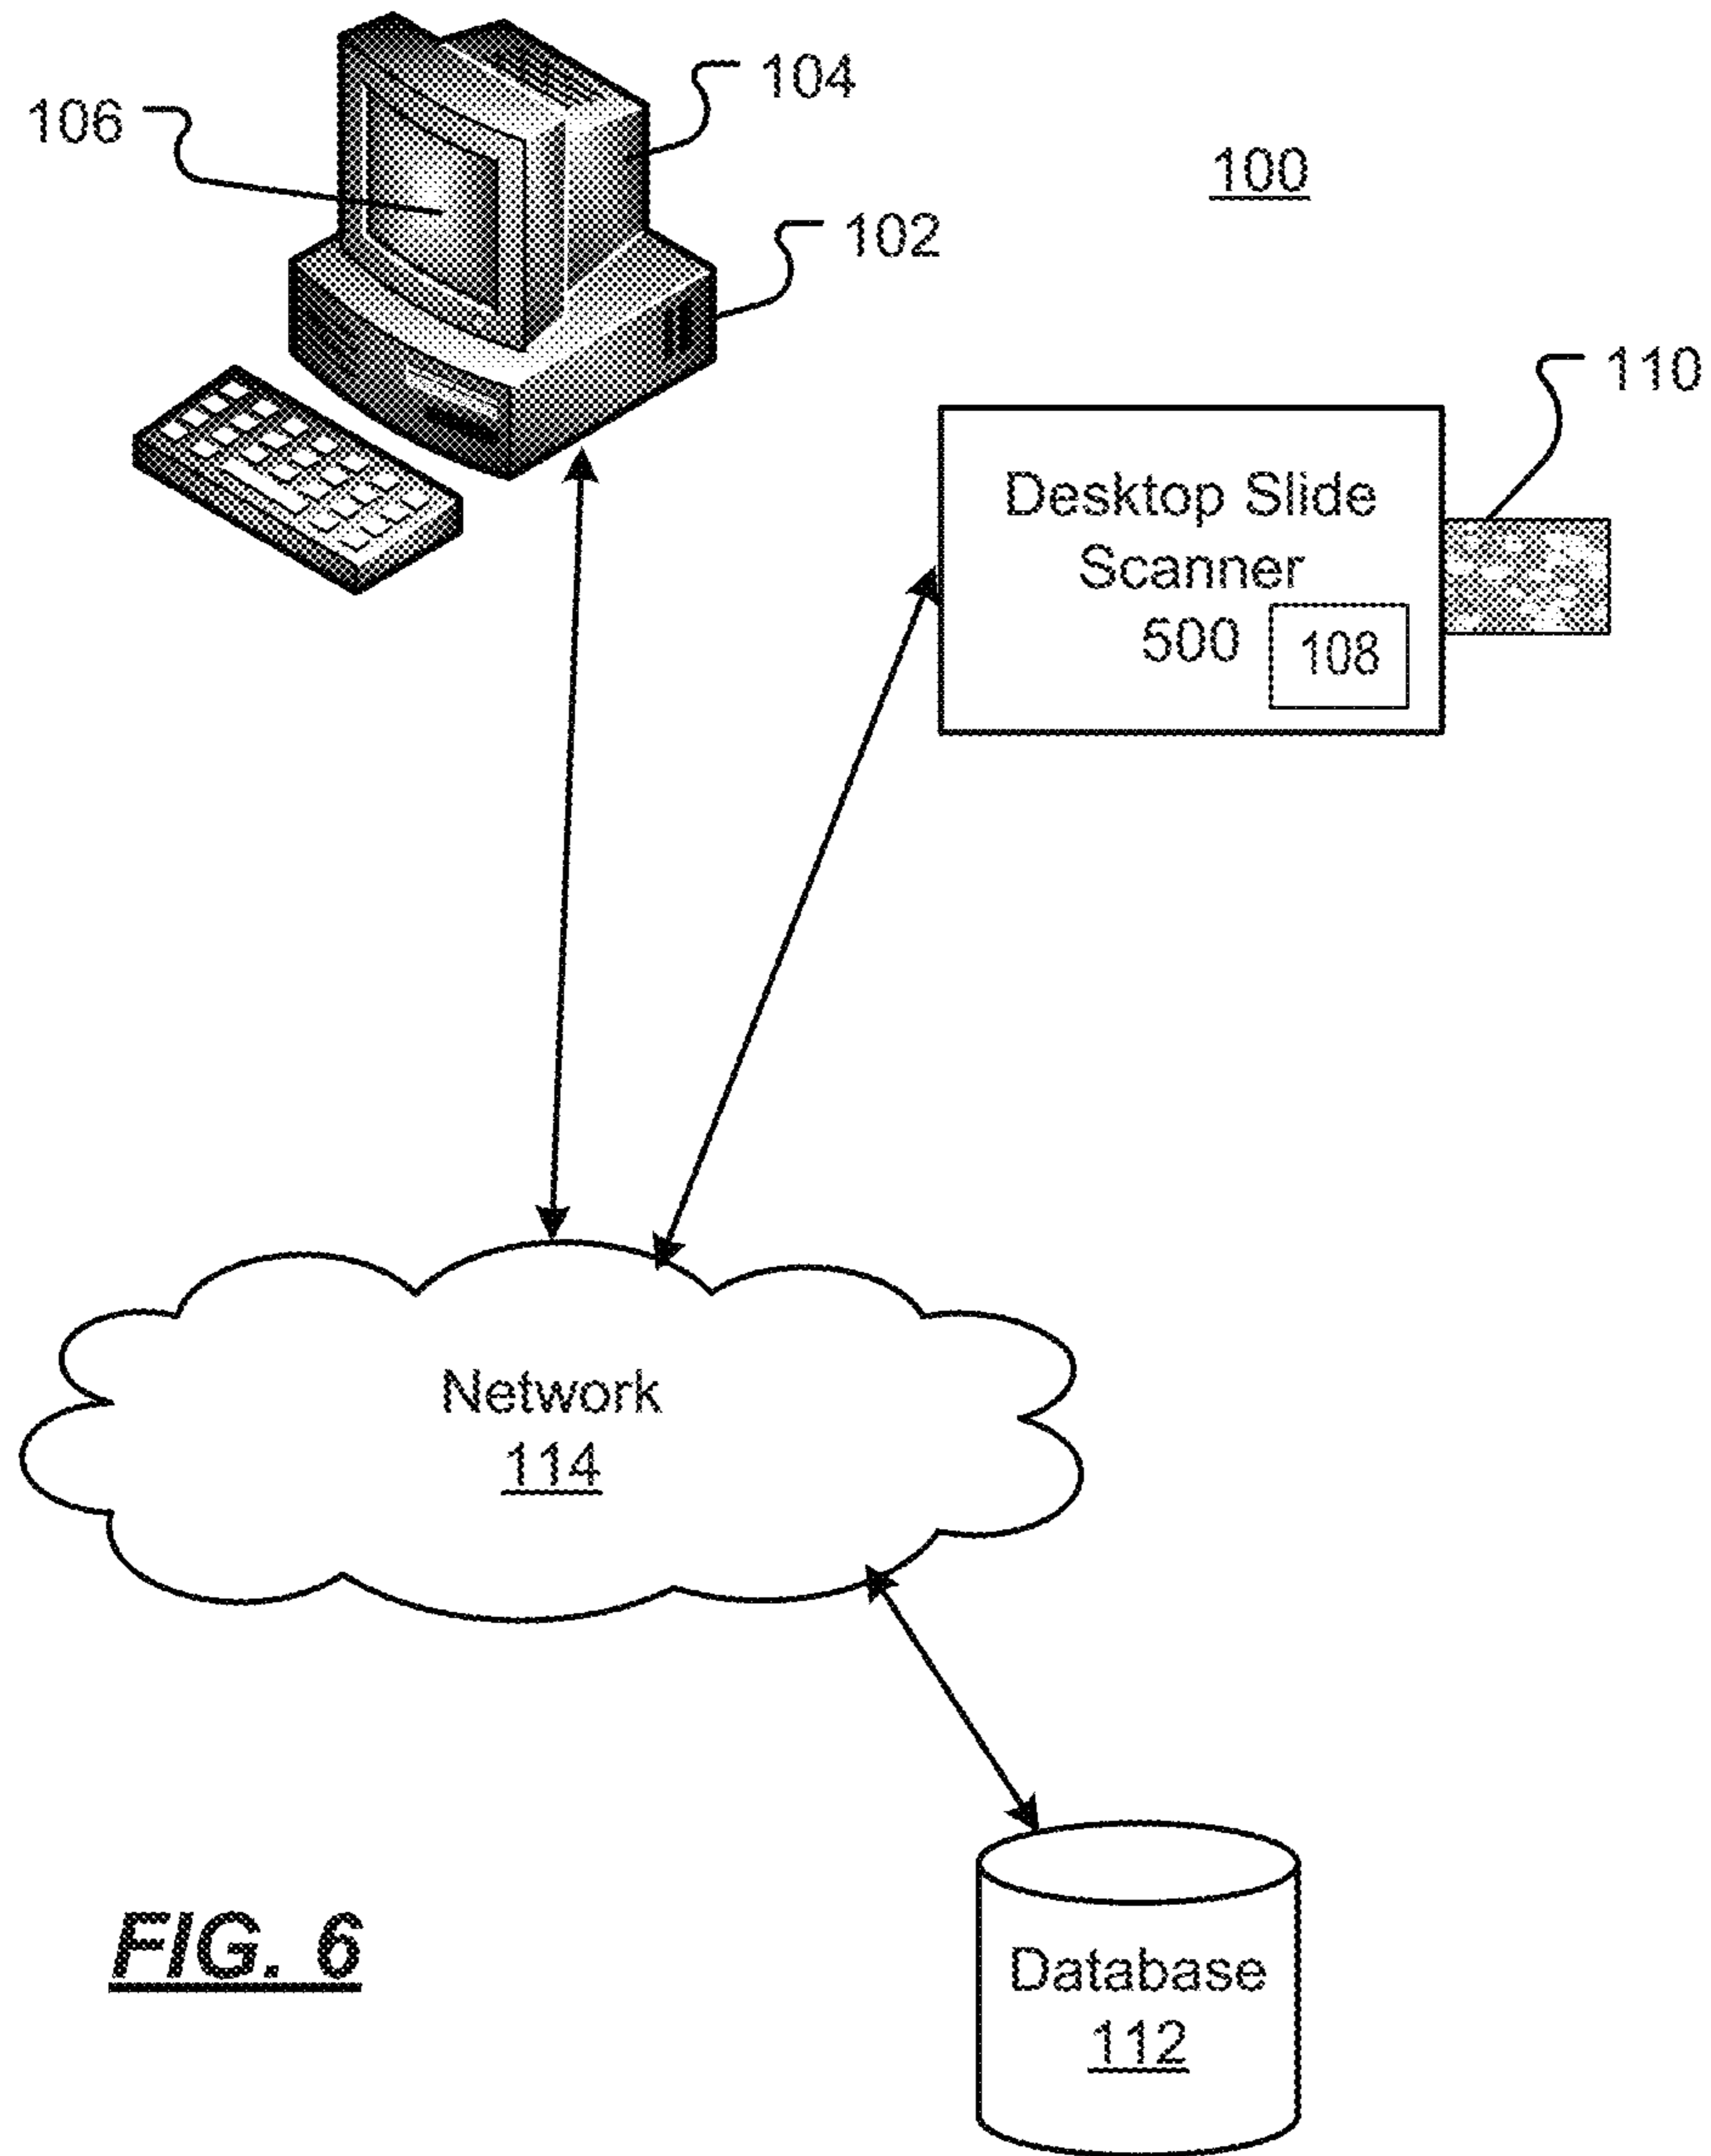 104
106
100
102
110
Desktop Slide
Scanner
500
108
Network
114
FIG. 6
Database
112